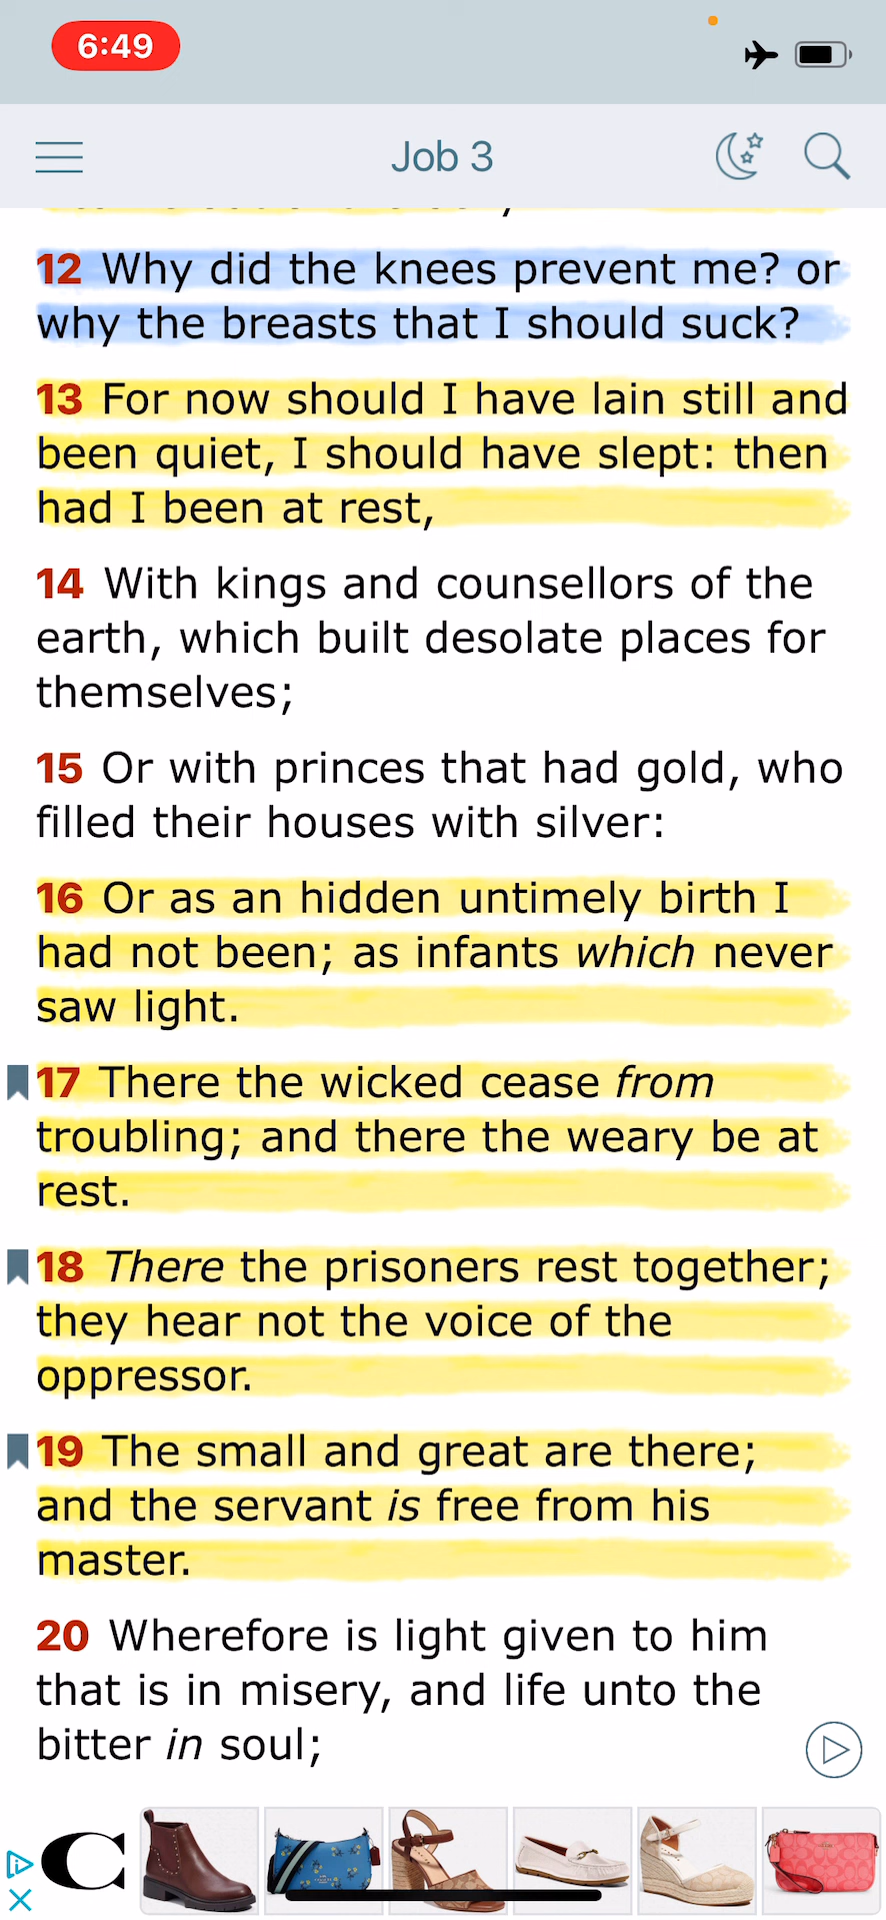 6:49
Job 3
12 Why did the knees prevent me? or
why the breasts that I should suck?
13 For now should I have lain still and
been quiet, I should have slept: then
had I been at rest,
14 With kings and counsellors of the
earth, which built desolate places for
themselves;
15 Or with princes that had gold, who
filled their houses with silver:
16 Or as an hidden untimely birth I
had not been; as infants which never
saw light.
17 There the wicked cease from
troubling; and there the weary be at
rest.
18 There the prisoners rest together;
they hear not the voice of the
oppressor.
19 The small and great are there;
and the servant is free from his
master.
20 Wherefore is light given to him
that is in misery, and life unto the
bitter in soul;
C